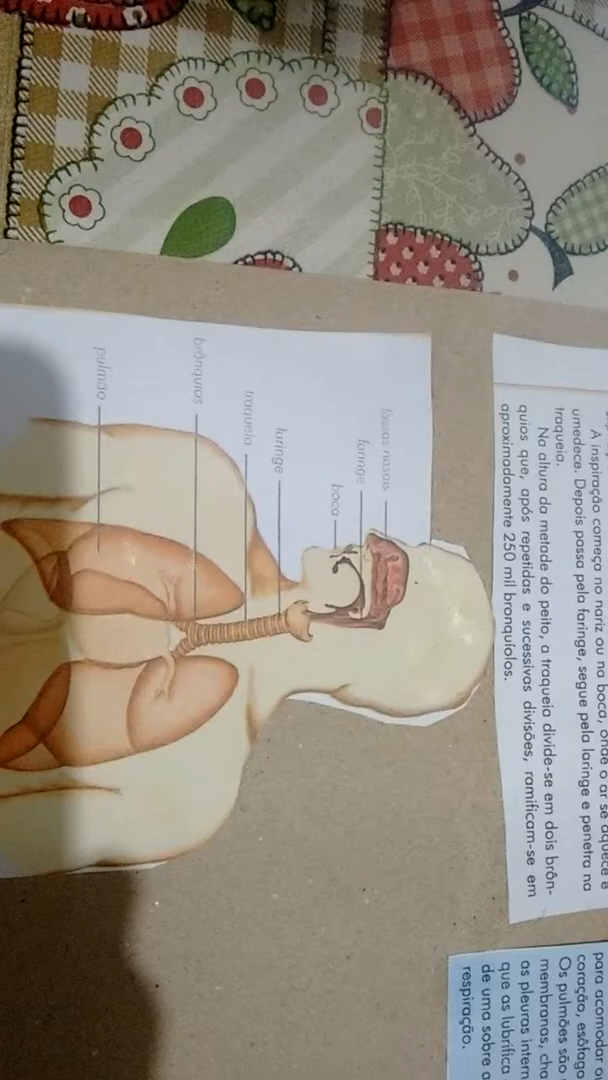 A inspiração começa no nariz ou na boca, onde o ar se aquece e
umedece. Depois passa pela faringe, segue pela laringe e penetra na
traqueia.
Na altura da metade do peito, a traqueia divide-se em dois brôn-
quios que, após repetidas e sucessivas divisões, ramificam-se em
aproximadamente 250 mil bronquíolos.
fossas nasais
faringe
boca
laringe
traqueia
brônquios
pulmão
para acomodar o
coração, esôfago
Os pulmões são
membranas, cha
as pleuras intern
que as lubrifica
de uma sobre a
respiração.